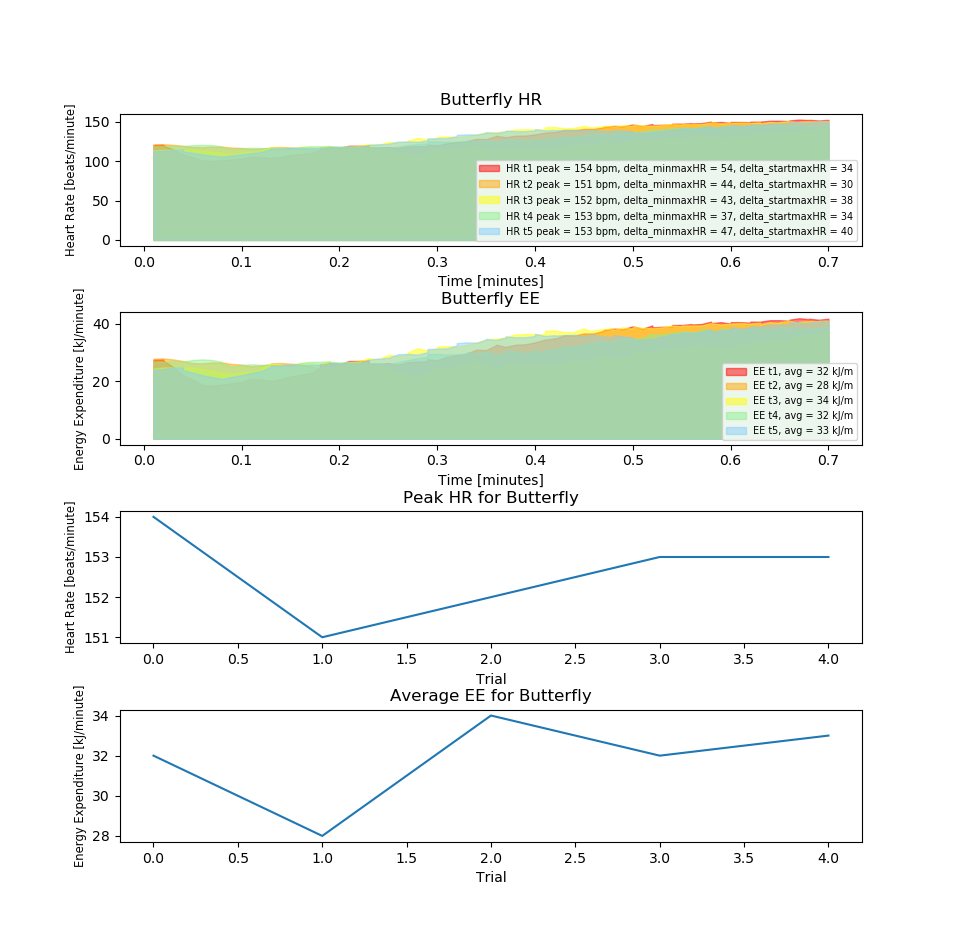 Butterfly HR
Heart Rate [beats/minute]
150
100
50
0
HR t1 peak = 154 bpm, delta_minmaxHR = 54, delta_startmaxHR = 34
HR t2 peak = 151 bpm, delta_minmaxHR = 44, delta_startmaxHR = 30
HR t3 peak = 152 bpm, delta_minmaxHR = 43, delta_startmaxHR = 38
HR t4 peak = 153 bpm, delta_minmaxHR = 37, delta_startmaxHR = 34
HR t5 peak = 153 bpm, delta_minmaxHR = 47, delta_startmaxHR = 40
0.0 0.1 0.2 0.3 0.4 0.5 0.6 0.7
Time [minutes]
Butterfly EE
Energy Expenditure [kJ/minute]
40
20
0
EE t1, avg = 32 kJ/m
EE t2, avg = 28 kJ/m
EE t3, avg = 34 kJ/m
EE t4, avg = 32 kJ/m
EE t5, avg = 33 kJ/m
0.0 0.1 0.2 0.3 0.4 0.5 0.6 0.7
Time [minutes]
Peak HR for Butterfly
Heart Rate [beats/minute]
154
153
152
151
0.0 0.5 1.0 1.5 2.0 2.5 3.0 3.5 4.0
Trial
Average EE for Butterfly
Energy Expenditure [kJ/minute]
34
32
30
28
0.0 0.5 1.0 1.5 2.0 2.5 3.0 3.5 4.0
Trial